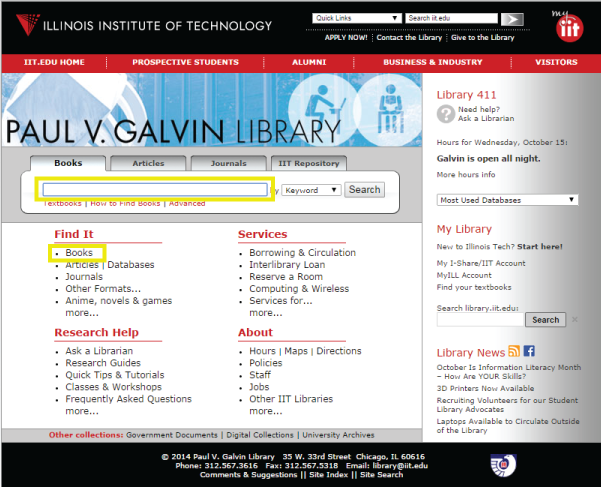 ILLINOIS INSTITUTE OF TECHNOLOGY
Quick Links
Search iit.edu
APPLY NOW! Contact the Library Give to the Library
my
iit
IIT.EDU HOME PROSPECTIVE STUDENTS ALUMNI BUSINESS & INDUSTRY VISITORS
PAUL V. GALVIN LIBRARY
Books Articles Journals IIT Repository
by Keyword Search
Textbooks | How to Find Books | Advanced
Find It
Books
Articles | Databases
Journals
Other Formats...
Anime, novels & games
more...
Services
Borrowing & Circulation
Interlibrary Loan
Reserve a Room
Computing & Wireless
Services for...
more...
Research Help
Ask a Librarian
Research Guides
Quick Tips & Tutorials
Classes & Workshops
Frequently Asked Questions
more...
About
Hours | Maps | Directions
Policies
Staff
Jobs
Other IIT Libraries
more...
Other collections: Government Documents | Digital Collections | University Archives
Library 411
Need help?
Ask a Librarian
Hours for Wednesday, October 15:
Galvin is open all night.
More hours info
Most Used Databases
My Library
New to Illinois Tech? Start here!
My I-Share/IIT Account
MyILL Account
Find your textbooks
Search library.iit.edu:
Search
Library News
October Is Information Literacy Month
– How Are YOUR Skills?
3D Printers Now Available
Recruiting Volunteers for our Student
Library Advocates
Laptops Available to Circulate Outside
of the Library
© 2014 Paul V. Galvin Library 35 W. 33rd Street Chicago, IL 60616
Phone: 312.567.3616 Fax: 312.567.5318 Email: library@iit.edu
Comments & Suggestions || Site Index || Site Search